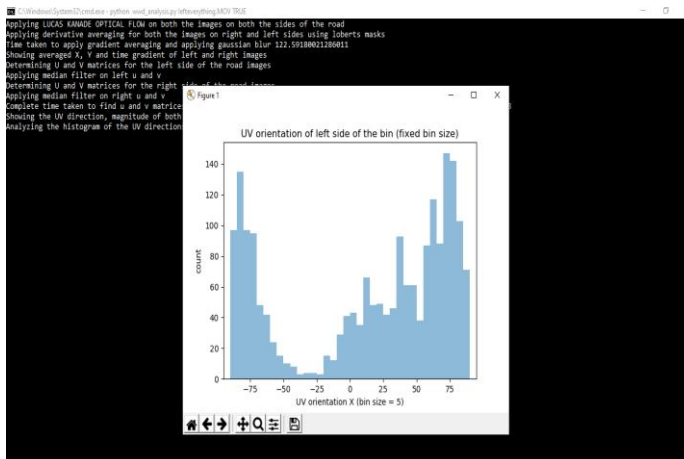 C:\Windows\System32\cmd.exe - python wwd_analysis.py lefteverything.MOV TRUE
Applying LUCAS KANADE OPTICAL FLOW on both the images on both the sides of the road
Applying derivative averaging for both the images on right and left sides using loberts masks
Time taken to apply gradient averaging and applying gaussian blur 122.59180021286011
Showing averaged X, Y and time gradient of left and right images
Determining U and V matrices for the left side of the road images
Applying median filter on left u and v
Determining U and V matrices for the right side of the road images
Applying median filter on right u and v
Complete time taken to find u and v matrices
Showing the UV direction, magnitude of both
Analyzing the histogram of the UV direction
Figure 1
UV orientation of left side of the bin (fixed bin size)
140
120
100
80
60
40
20
0
count
−75 −50 −25 0 25 50 75
UV orientation X (bin size = 5)